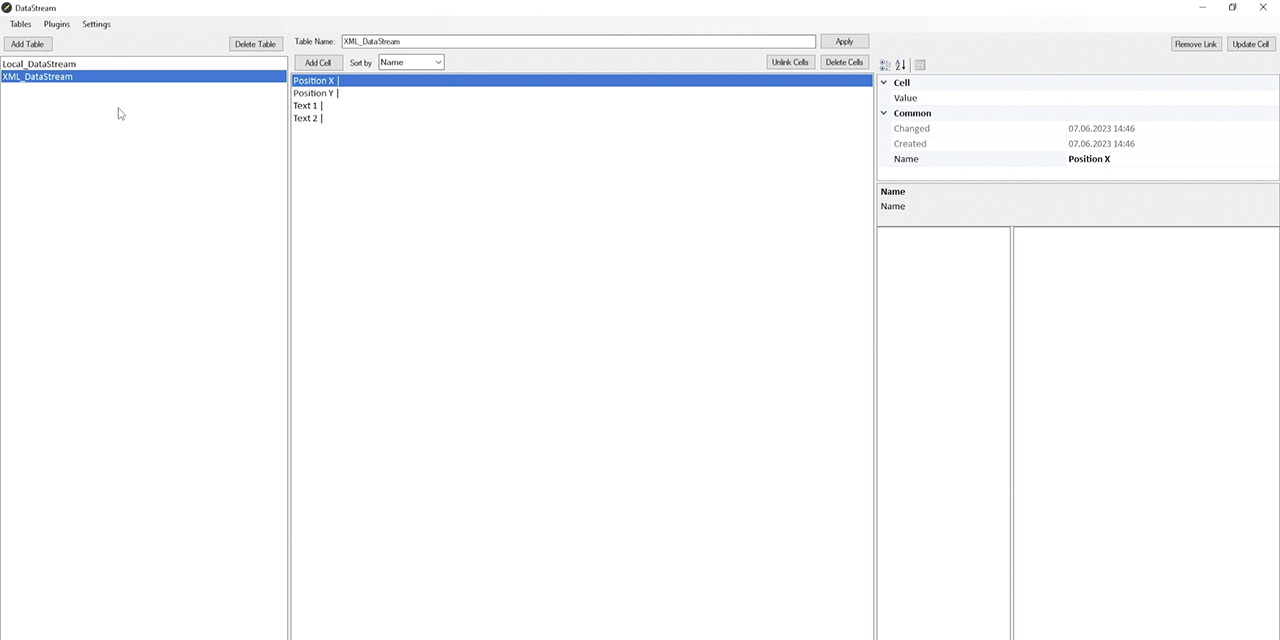 DataStream
Tables Plugins Settings
Add Table Delete Table
Table Name: XML_DataStream Apply
Remove Link Update Cell
Local_DataStream
XML_DataStream
Add Cell Sort by Name Unlink Cells Delete Cells
Position X |
Position Y |
Text 1 |
Text 2 |
Cell
Value
Common
Changed 07.06.2023 14:46
Created 07.06.2023 14:46
Name Position X
Name
Name